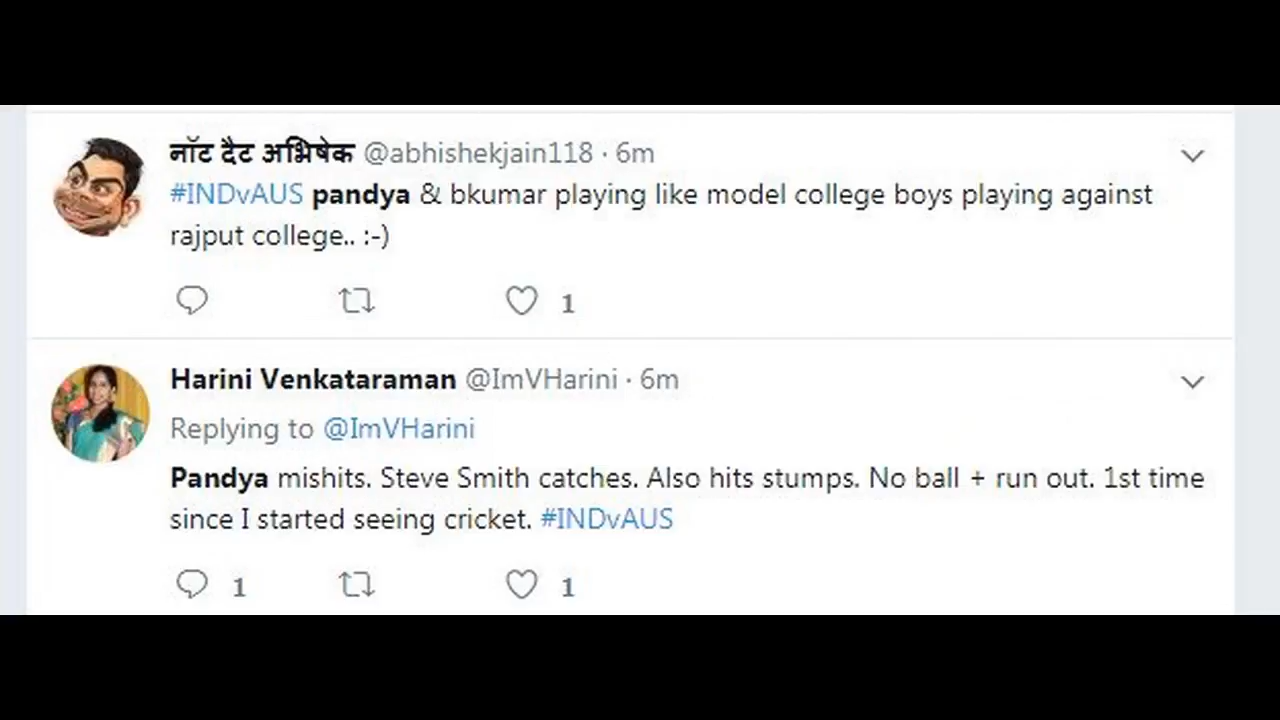 नॉट दैट अभिषेक @abhishekjain118 · 6m
#INDvAUS pandya & bkumar playing like model college boys playing against
rajput college.. :-)
1
Harini Venkataraman @ImVHarini · 6m
Replying to @ImVHarini
Pandya mishits. Steve Smith catches. Also hits stumps. No ball + run out. 1st time
since I started seeing cricket. #INDvAUS
1 1